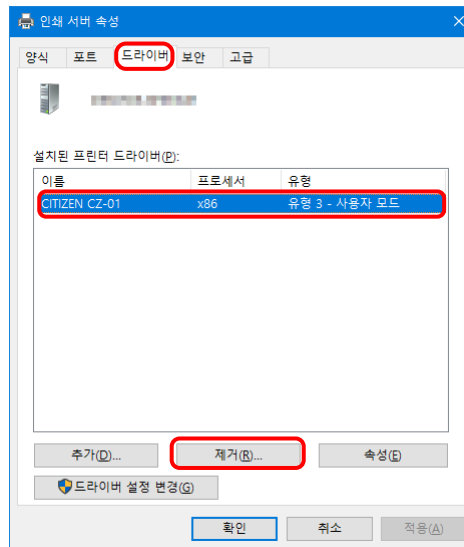 인쇄 서버 속성
양식 포트 드라이버 보안 고급
설치된 프린터 드라이버(P):
이름 프로세서 유형
CITIZEN CZ-01 x86 유형 3 - 사용자 모드
추가(D)... 제거(R)... 속성(E)
드라이버 설정 변경(G)
확인 취소 적용(A)